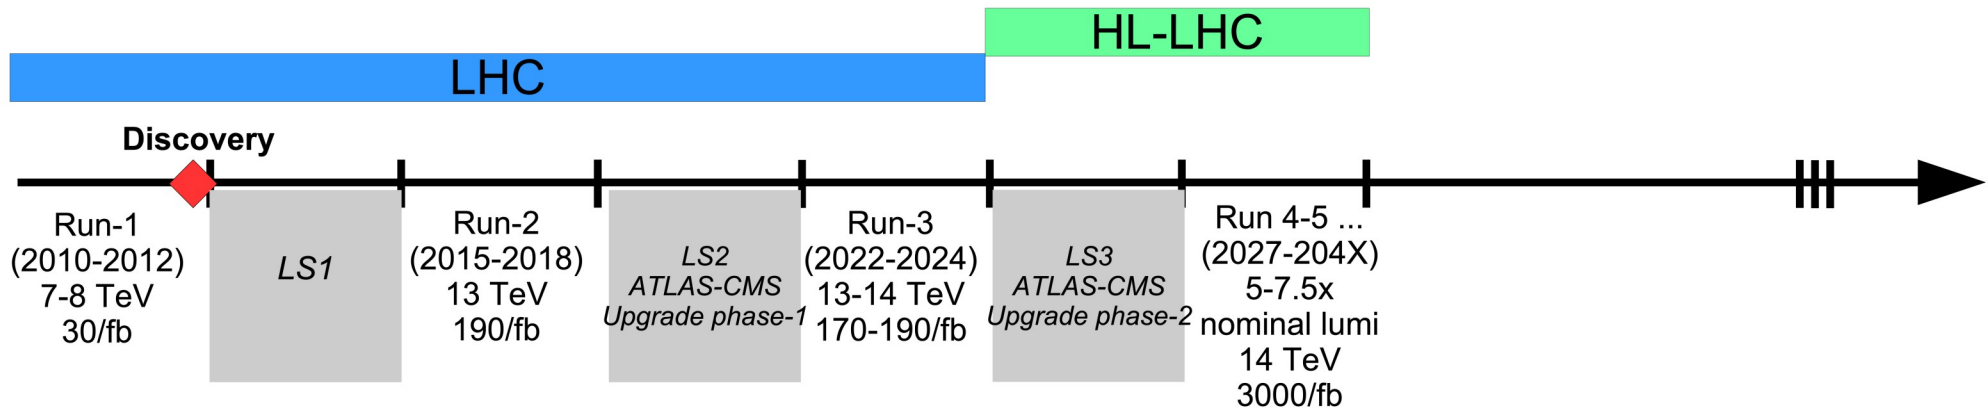 HL-LHC
LHC
Discovery
Run-1
(2010-2012)
7-8 TeV
30/fb
LS1
Run-2
(2015-2018)
13 TeV
190/fb
LS2
ATLAS-CMS
Upgrade phase-1
Run-3
(2022-2024)
13-14 TeV
170-190/fb
LS3
ATLAS-CMS
Upgrade phase-2
Run 4-5 ...
(2027-204X)
5-7.5x
nominal lumi
14 TeV
3000/fb